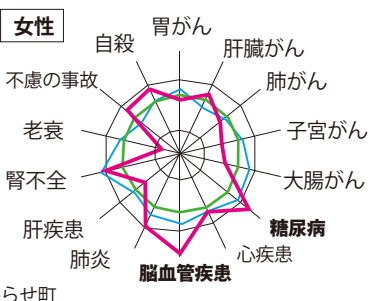 女性
胃がん
肝臓がん
肺がん
子宮がん
大腸がん
糖尿病
心疾患
脳血管疾患
肺炎
肝疾患
腎不全
老衰
不慮の事故
自殺
らせ町